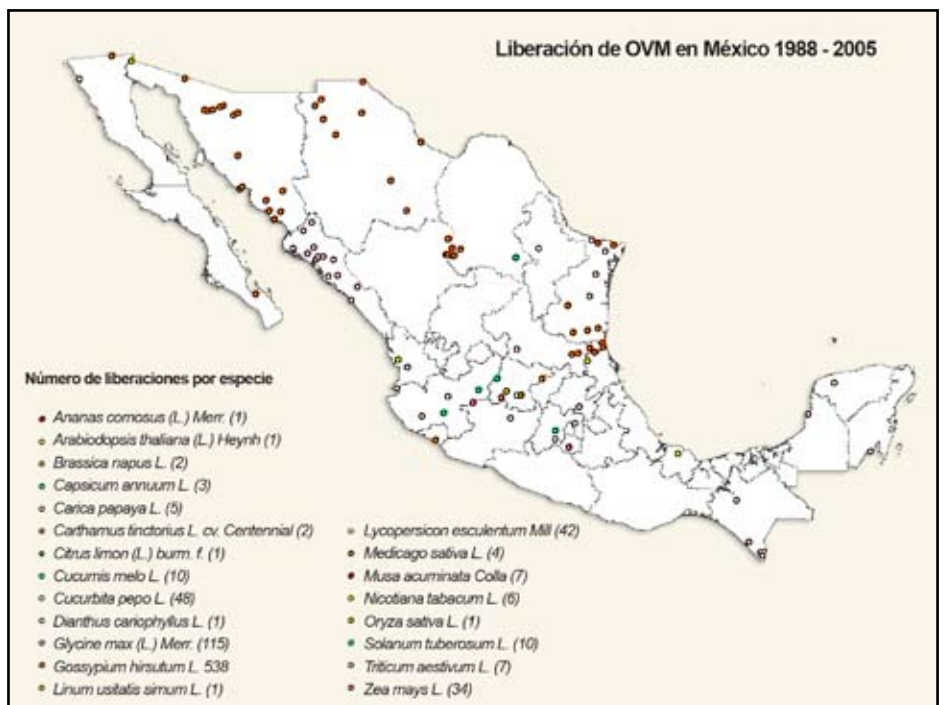 Liberación de OVM en México 1988 - 2005
Número de liberaciones por especie
Ananas comosus (L.) Merr. (1)
Arabiodopsis thaliana (L.) Heynh (1)
Brassica napus L. (2)
Capsicum annuum L. (3)
Carica papaya L. (5)
Carthamus tinctorius L. cv. Centennial (2)
Citrus limon (L.) burm. f. (1)
Cucumis melo L. (10)
Cucurbita pepo L. (48)
Dianthus cariophyllus L. (1)
Glycine max (L.) Merr. (115)
Gossypium hirsutum L. 538
Linum usitatis simum L. (1)
Lycopersicon esculentum Mill (42)
Medicago sativa L. (4)
Musa acuminata Colla (7)
Nicotiana tabacum L. (6)
Oryza sativa L. (1)
Solanum tuberosum L. (10)
Triticum aestivum L. (7)
Zea mays L. (34)